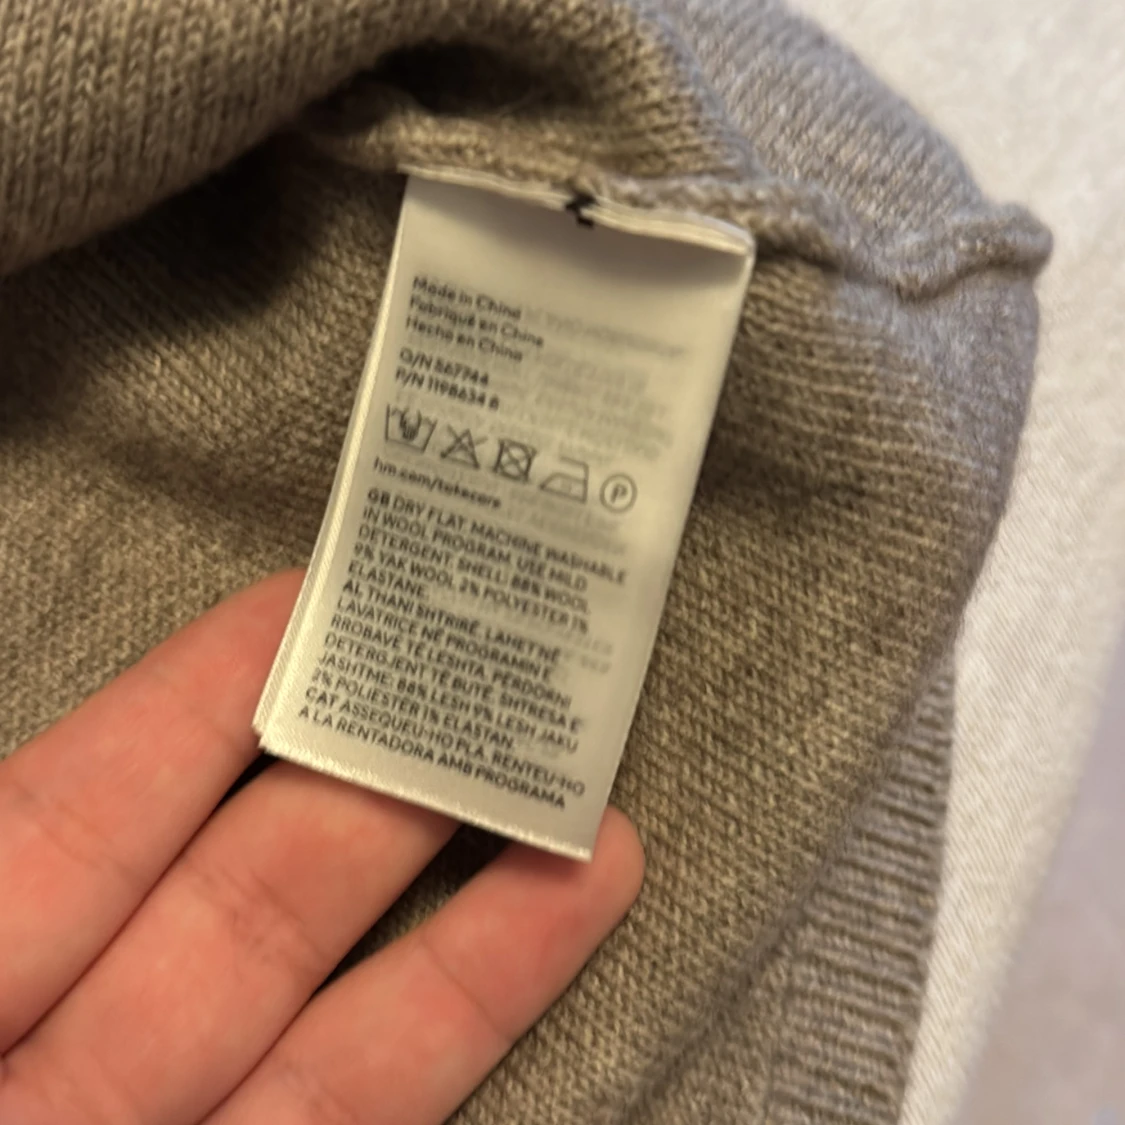 Made in China
Fabriqué en Chine
Hecho en China
O/N 567744
P/N 1198634 6
P
hm.com/takecare
GB DRY FLAT. MACHINE WASHABLE
IN WOOL PROGRAM. USE MILD
DETERGENT. SHELL: 88% WOOL
9% YAK WOOL 2% POLYESTER 1%
ELASTANE.
AL THANI SHTRIRË. LAHET NË
LAVATRICE NË PROGRAMIN E
RROBAVE TË LESHTA. PËRDORNI
DETERGJENT TË BUTË. SHTRESA E
JASHTME: 88% LESH 9% LESH JAKU
2% POLIESTER 1% ELASTAN.
CAT ASSEQUEU-HO PLA. RENTEU-HO
A LA RENTADORA AMB PROGRAMA